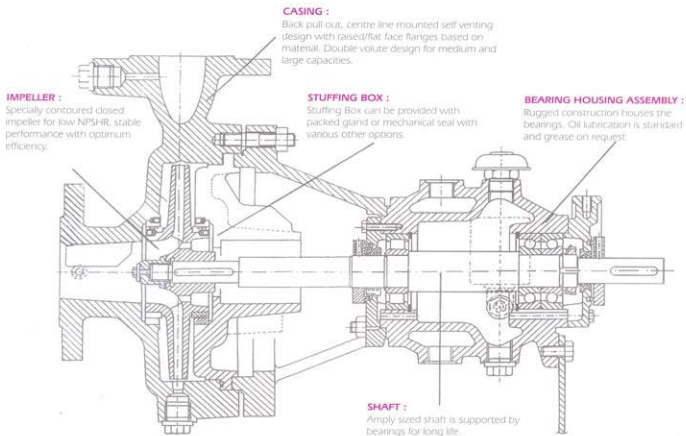 CASING :
Back pull out, centre line mounted self venting
design with raised/flat face flanges based on
material. Double volute design for medium and
large capacities.
IMPELLER :
Specially contoured closed
impeller for low NPSHR, stable
performance with optimum
efficiency.
STUFFING BOX :
Stuffing Box can be provided with
packed gland or mechanical seal with
various other options.
BEARING HOUSING ASSEMBLY :
Rugged construction houses the
bearings. Oil lubrication is standard
and grease on request.
SHAFT :
Amply sized shaft is supported by
bearings for long life.